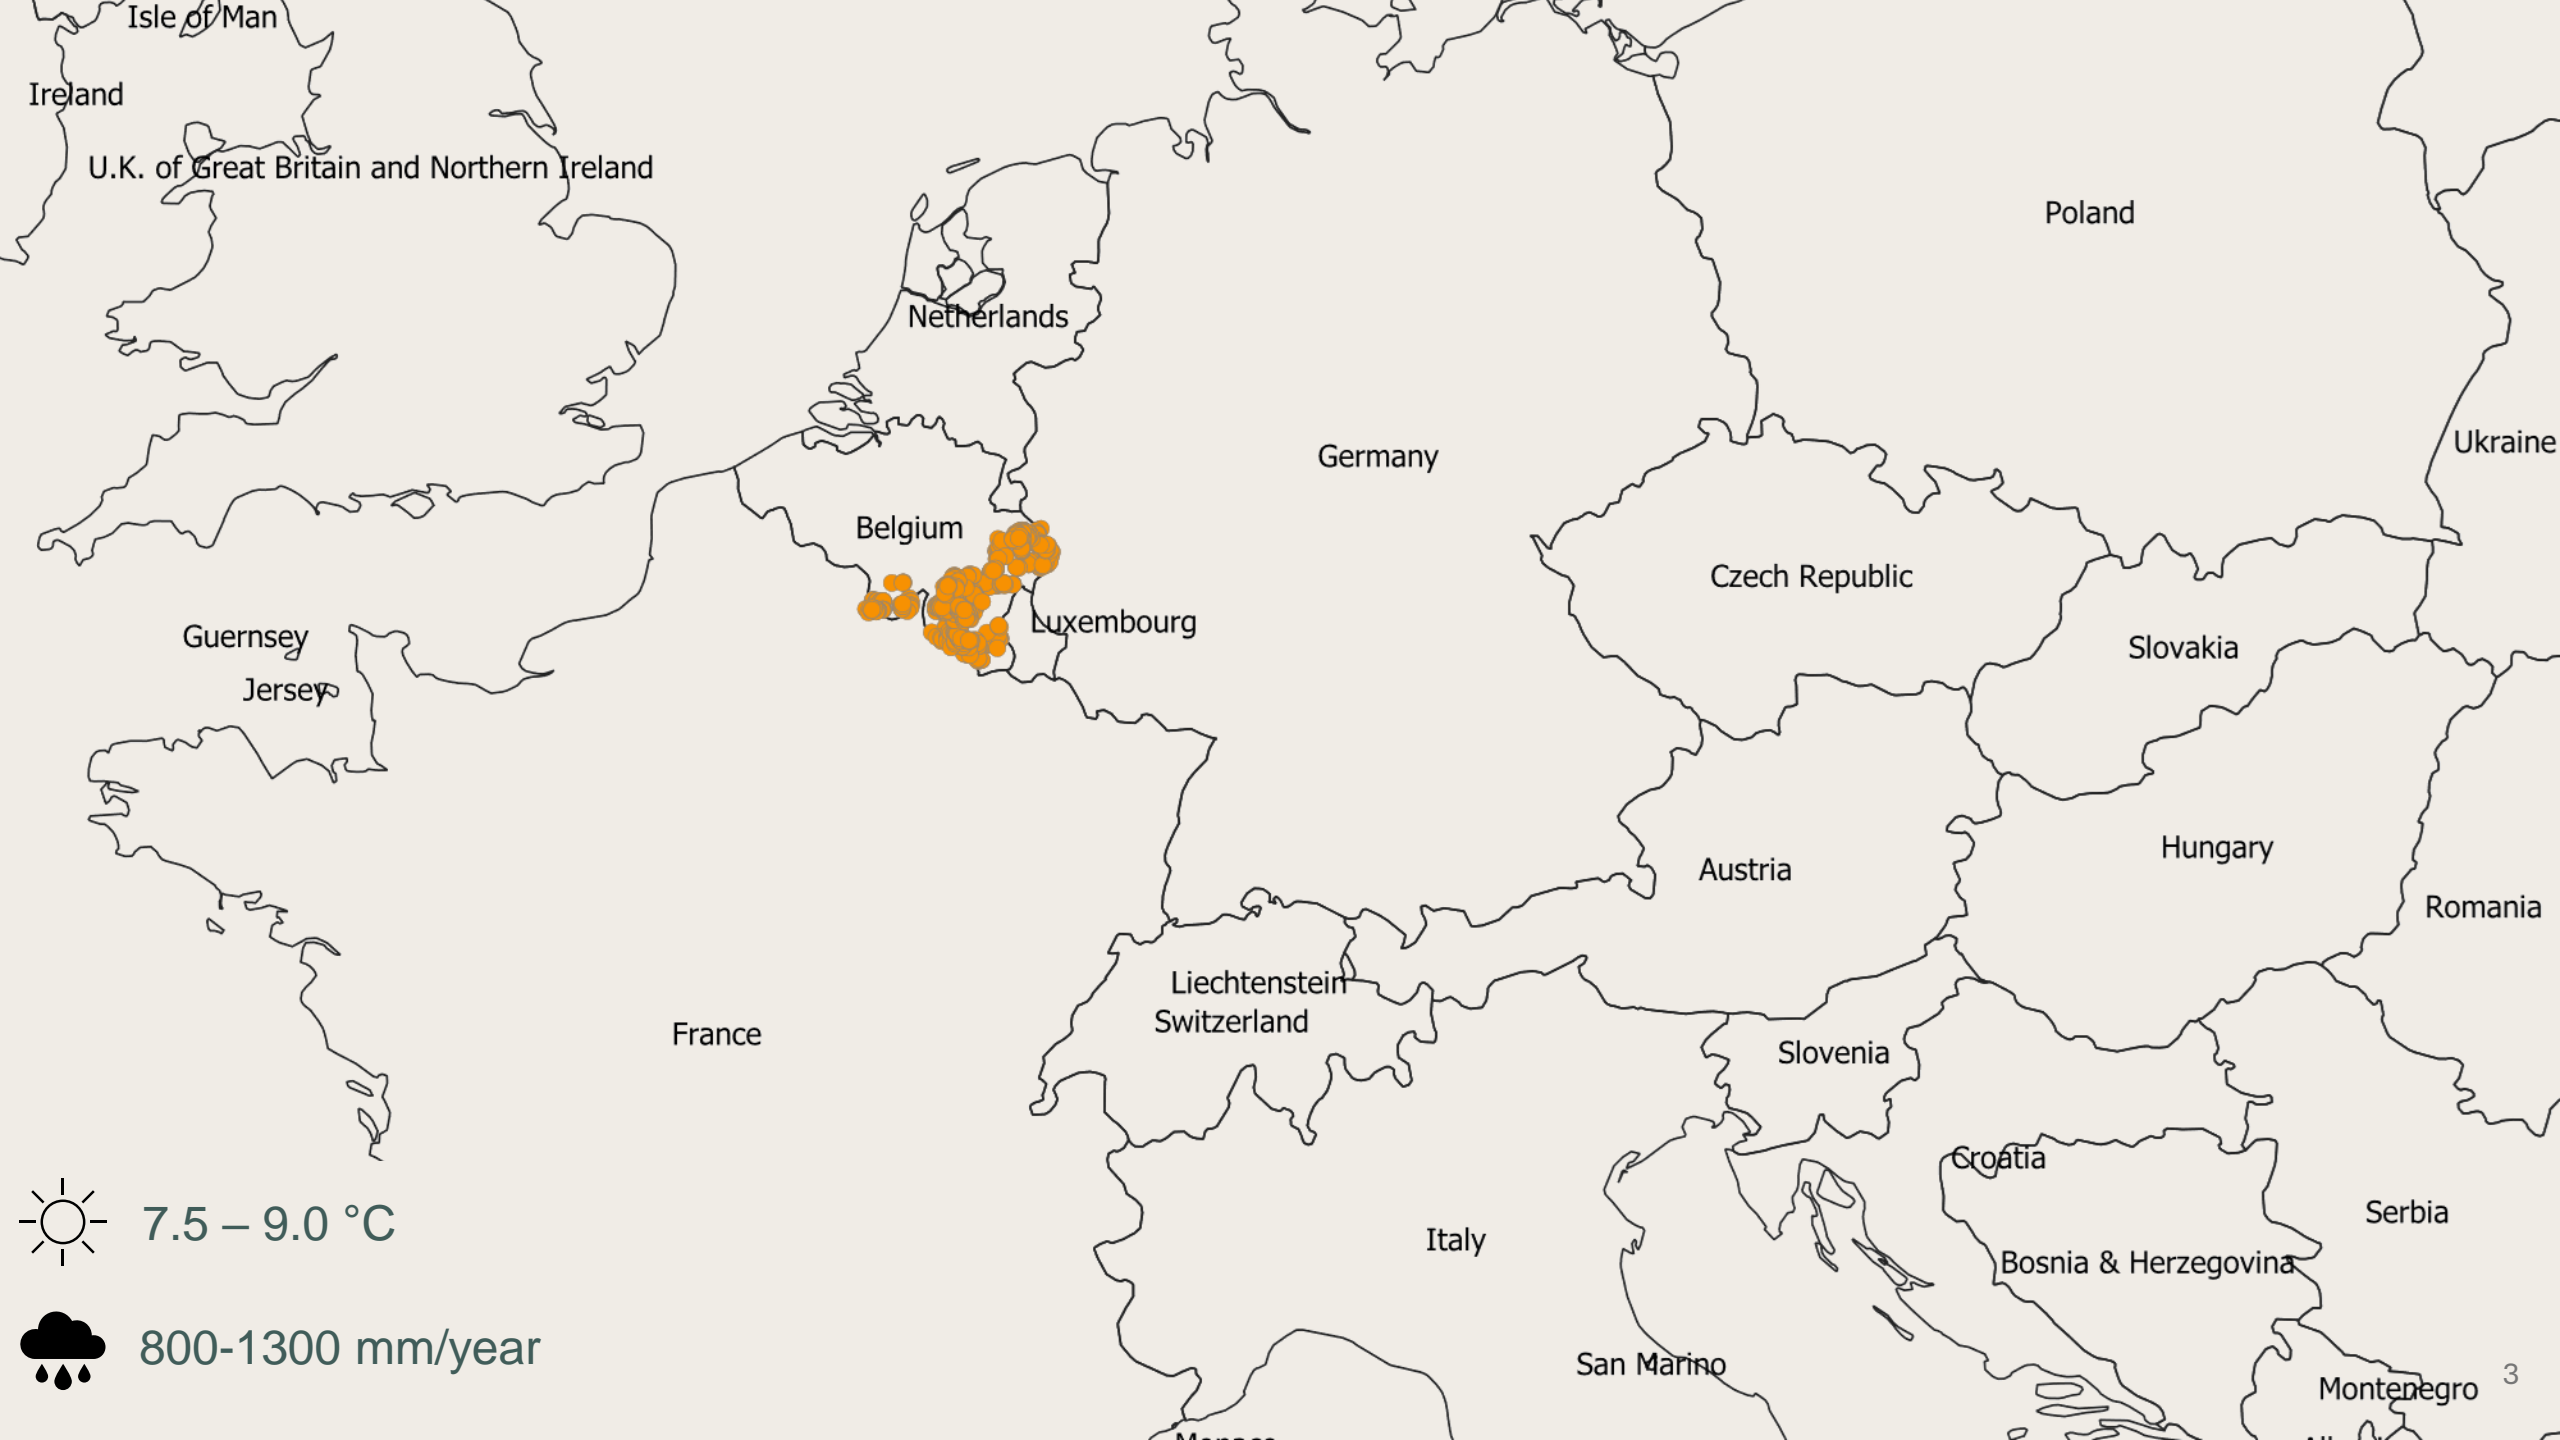 Isle of Man
Ireland
U.K. of Great Britain and Northern Ireland
Poland
Netherlands
Ukraine
Germany
Belgium
Czech Republic
Luxembourg
Guernsey
Slovakia
Jersey
Hungary
Austria
Romania
Liechtenstein
Switzerland
France
Slovenia
Croatia
Serbia
7.5 – 9.0 °C
Italy
Bosnia & Herzegovina
800-1300 mm/year
San Marino
3
Montenegro
Monaco